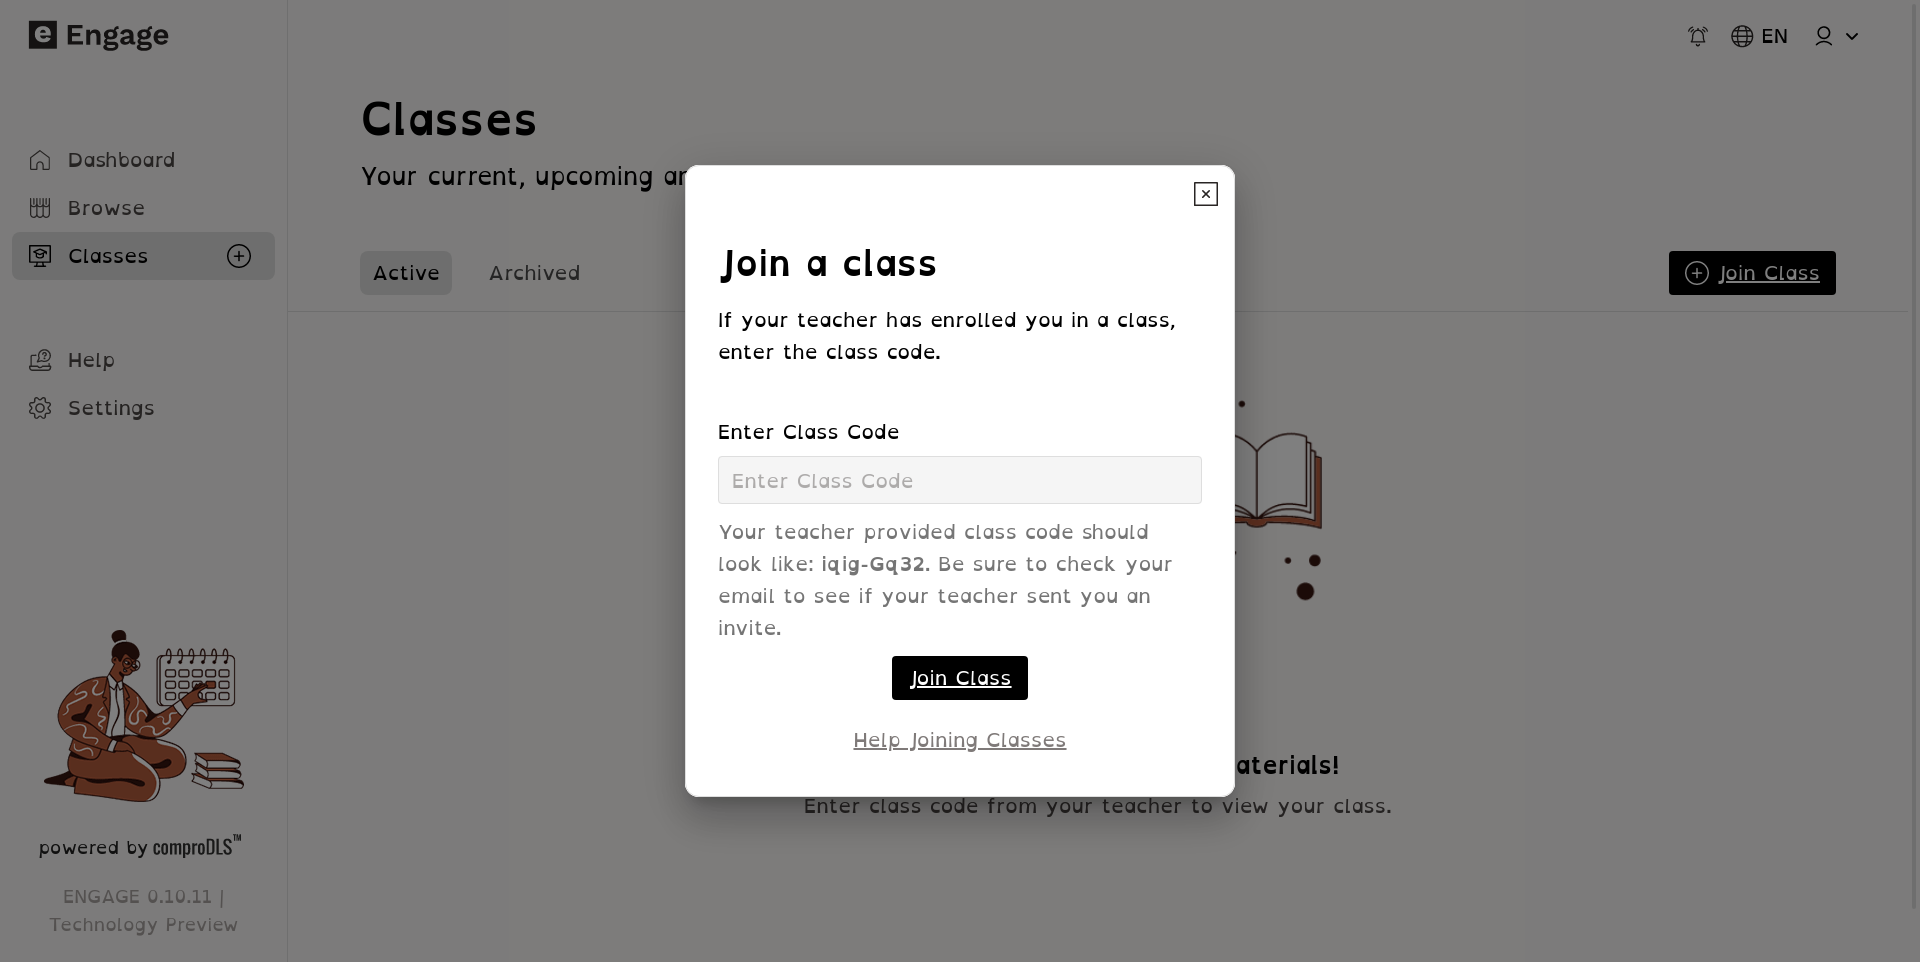 e Engage
EN
Classes
Your current, upcoming
Dashboard
Browse
Classes
Help
Settings
Active
Archived
Join Class
Join a class
If your teacher has enrolled you in a class,
enter the class code.
Enter Class Code
Enter Class Code
Your teacher provided class code should
look like: iqig-Gq32. Be sure to check your
email to see if your teacher sent you an
invite.
Join Class
Help Joining Classes
Enter class code from your teacher to view your class.
powered by comproDLS™
ENGAGE 0.10.11 |
Technology Preview